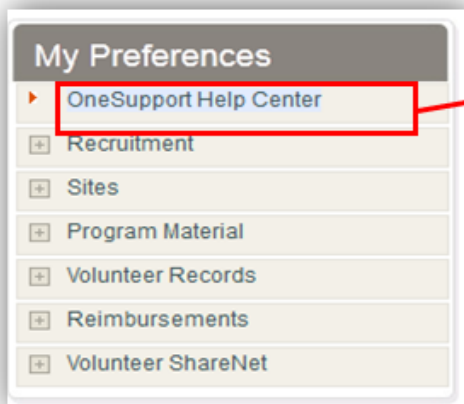 My Preferences
OneSupport Help Center
Recruitment
Sites
Program Material
Volunteer Records
Reimbursements
Volunteer ShareNet